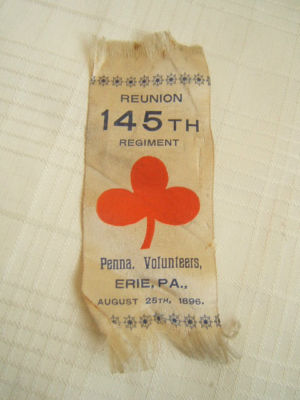 REUNION
145TH
REGIMENT
Penna. Volunteers,
ERIE, PA.,
AUGUST 25TH, 1896.